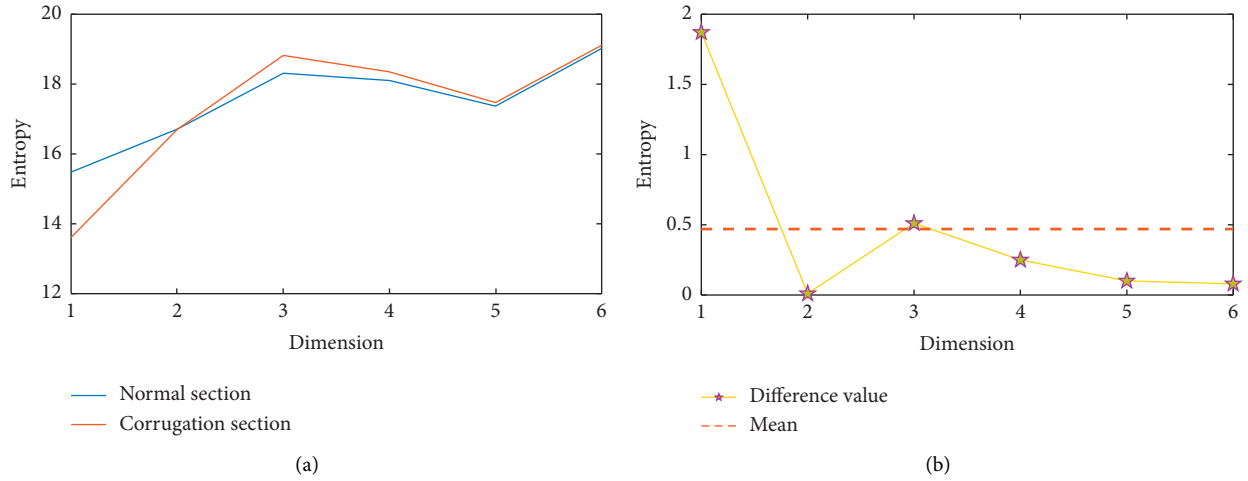 20
18
16
14
12
Entropy
1 2 3 4 5 6
Dimension
Normal section
Corrugation section
(a)
2
1.5
1
0.5
0
Entropy
1 2 3 4 5 6
Dimension
Difference value
Mean
(b)